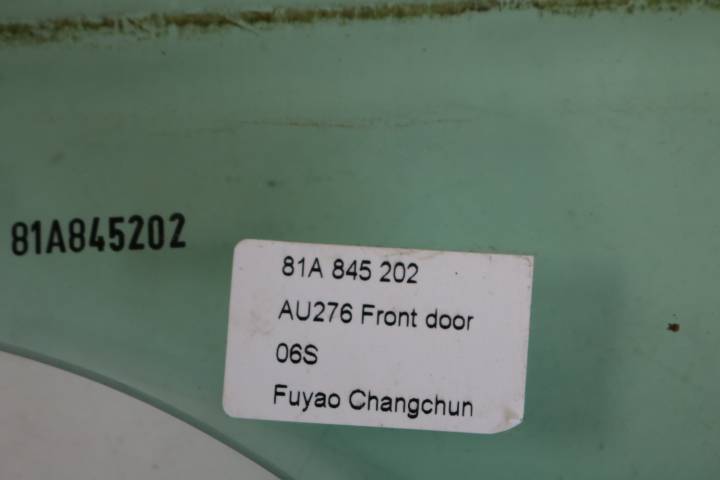 81A845202
81A 845 202
AU276 Front door
06S
Fuyao Changchun